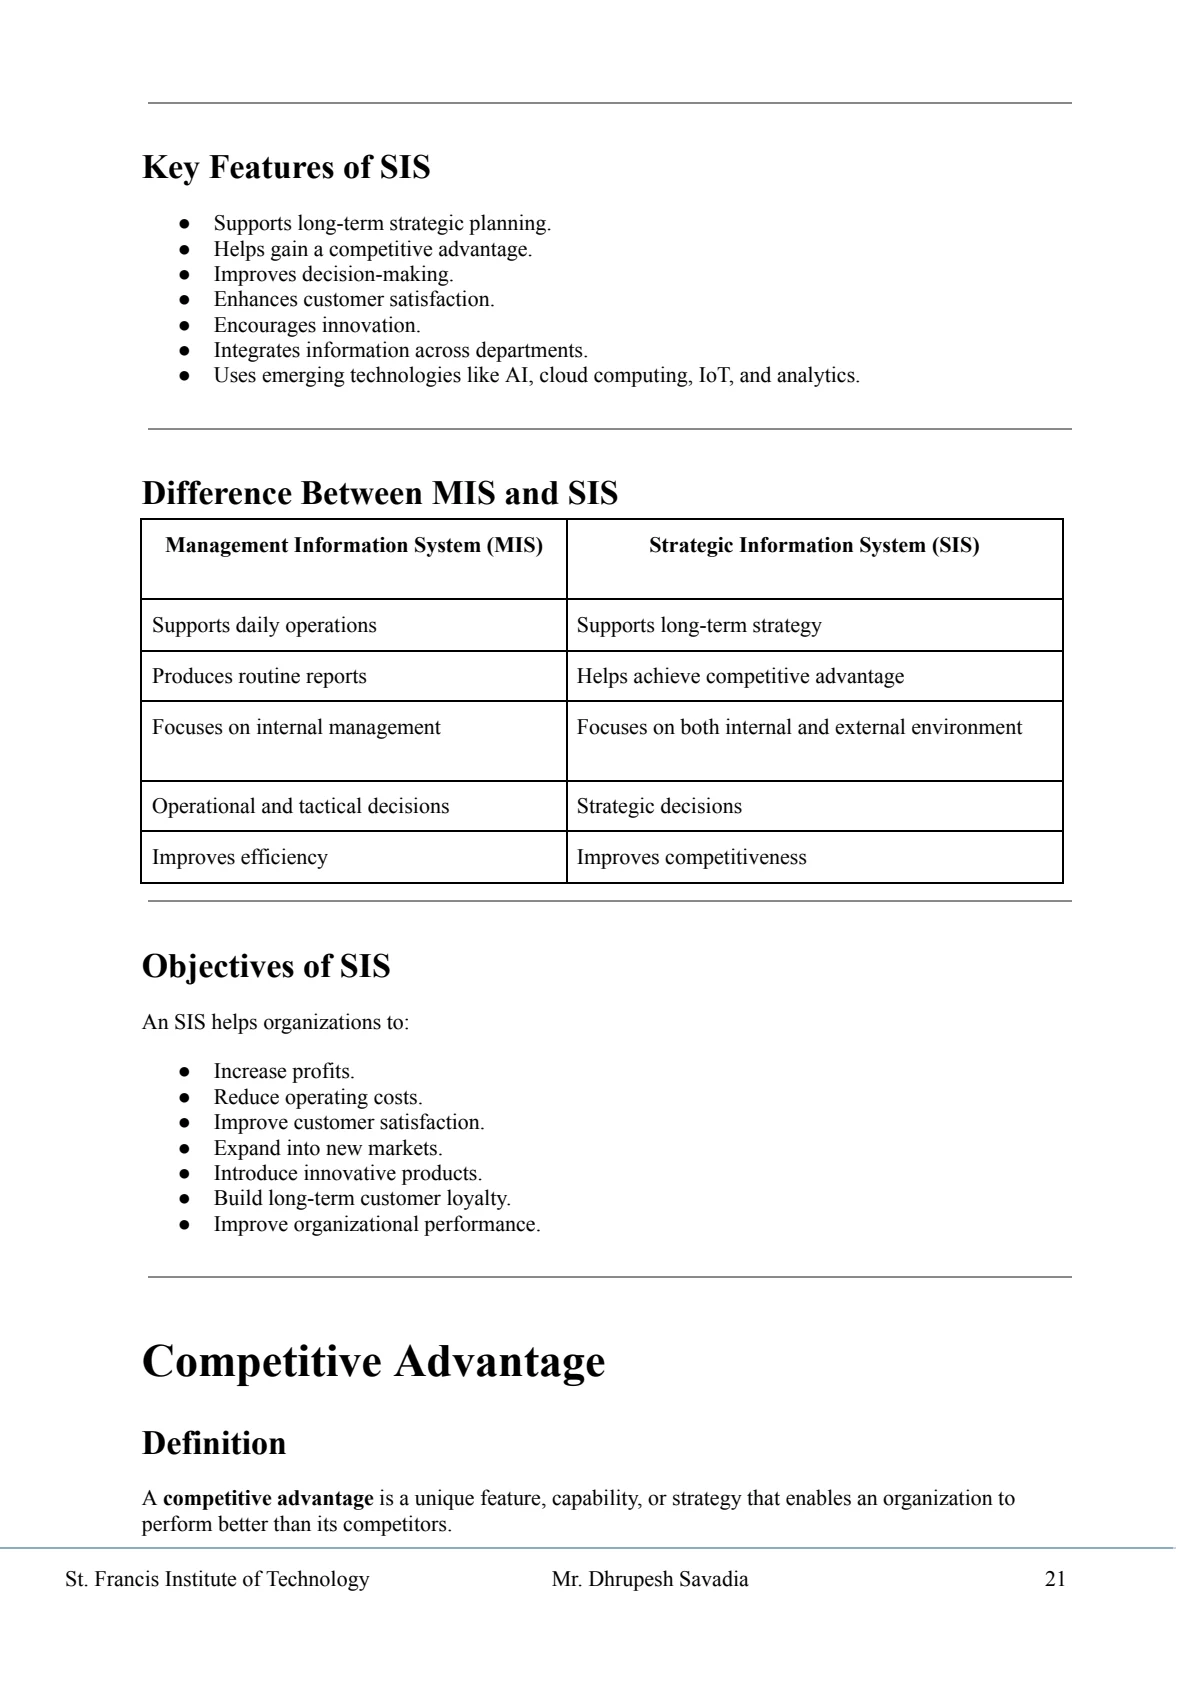 Key Features of SIS
● Supports long-term strategic planning.
● Helps gain a competitive advantage.
● Improves decision-making.
● Enhances customer satisfaction.
● Encourages innovation.
● Integrates information across departments.
● Uses emerging technologies like AI, cloud computing, IoT, and analytics.
Difference Between MIS and SIS
Management Information System (MIS) Strategic Information System (SIS)
Supports daily operations Supports long-term strategy
Produces routine reports Helps achieve competitive advantage
Focuses on internal management Focuses on both internal and external environment
Operational and tactical decisions Strategic decisions
Improves efficiency Improves competitiveness
Objectives of SIS
An SIS helps organizations to:
● Increase profits.
● Reduce operating costs.
● Improve customer satisfaction.
● Expand into new markets.
● Introduce innovative products.
● Build long-term customer loyalty.
● Improve organizational performance.
Competitive Advantage
Definition
A competitive advantage is a unique feature, capability, or strategy that enables an organization to
perform better than its competitors.
St. Francis Institute of Technology Mr. Dhrupesh Savadia 21